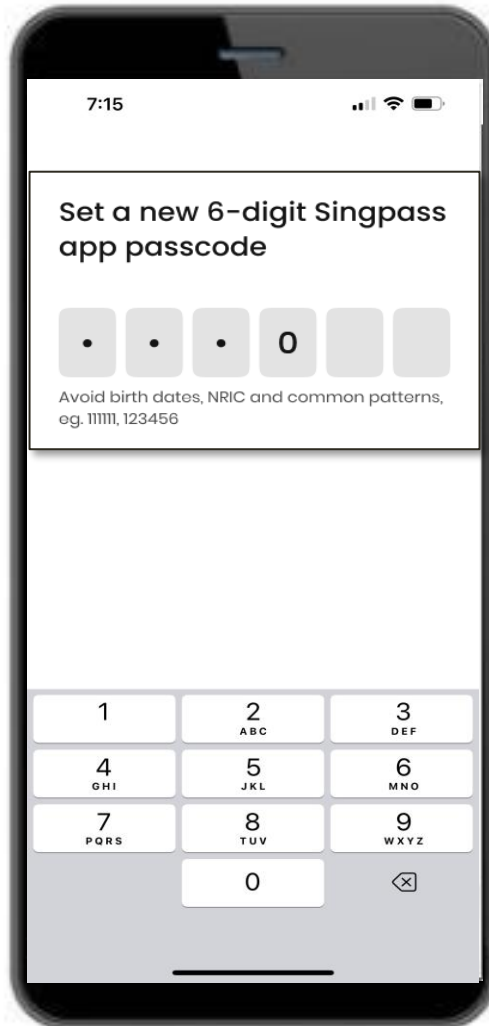 7:15
Set a new 6-digit Singpass
app passcode
• • • 0
Avoid birth dates, NRIC and common patterns,
eg. 111111, 123456
1 2 3
ABC DEF
4 5 6
GHI JKL MNO
7 8 9
PQRS TUV WXYZ
0